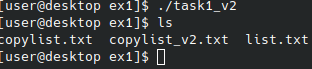 [user@desktop ex1]$ ./task1_v2
[user@desktop ex1]$ ls
copylist.txt  copylist_v2.txt  list.txt
[user@desktop ex1]$